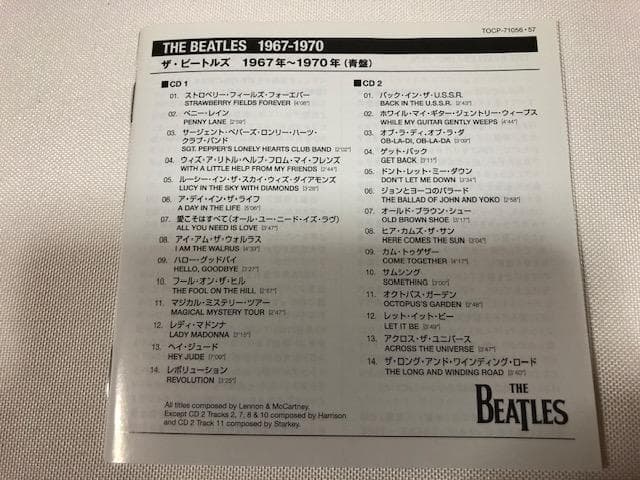 TOCP-71056・57
THE BEATLES 1967-1970
ザ・ビートルズ 1967年〜1970年（青盤）
■CD 1
01. ストロベリー・フィールズ・フォーエバー
STRAWBERRY FIELDS FOREVER [4'06"]
02. ペニー・レイン
PENNY LANE [2'59"]
03. サージェント・ペパーズ・ロンリー・ハーツ・
クラブ・バンド
SGT. PEPPER'S LONELY HEARTS CLUB BAND [2'02"]
04. ウィズ・ア・リトル・ヘルプ・フロム・マイ・フレンズ
WITH A LITTLE HELP FROM MY FRIENDS [2'44"]
05. ルーシー・イン・ザ・スカイ・ウィズ・ダイアモンズ
LUCY IN THE SKY WITH DIAMONDS [3'28"]
06. ア・デイ・イン・ザ・ライフ
A DAY IN THE LIFE [5'06"]
07. 愛こそはすべて（オール・ユー・ニード・イズ・ラヴ）
ALL YOU NEED IS LOVE [3'47"]
08. アイ・アム・ザ・ウォルラス
I AM THE WALRUS [4'33"]
09. ハロー・グッドバイ
HELLO, GOODBYE [3'27"]
10. フール・オン・ザ・ヒル
THE FOOL ON THE HILL [2'57"]
11. マジカル・ミステリー・ツアー
MAGICAL MYSTERY TOUR [2'47"]
12. レディ・マドンナ
LADY MADONNA [2'15"]
13. ヘイ・ジュード
HEY JUDE [7'09"]
14. レボリューション
REVOLUTION [3'25"]
All titles composed by Lennon & McCartney.
Except CD 2 Tracks 2, 7, 8 & 10 composed by Harrison
and CD 2 Track 11 composed by Starkey.
■CD 2
01. バック・イン・ザ・U.S.S.R.
BACK IN THE U.S.S.R. [2'43"]
02. ホワイル・マイ・ギター・ジェントリー・ウィープス
WHILE MY GUITAR GENTLY WEEPS [4'44"]
03. オブ・ラ・ディ、オブ・ラ・ダ
OB-LA-DI, OB-LA-DA [3'09"]
04. ゲット・バック
GET BACK [3'11"]
05. ドント・レット・ミー・ダウン
DON'T LET ME DOWN [3'34"]
06. ジョンとヨーコのバラード
THE BALLAD OF JOHN AND YOKO [2'58"]
07. オールド・ブラウン・シュー
OLD BROWN SHOE [3'17"]
08. ヒア・カムズ・ザ・サン
HERE COMES THE SUN [3'04"]
09. カム・トゥゲザー
COME TOGETHER [4'17"]
10. サムシング
SOMETHING [3'00"]
11. オクトパス・ガーデン
OCTOPUS'S GARDEN [2'48"]
12. レット・イット・ビー
LET IT BE [3'49"]
13. アクロス・ザ・ユニバース
ACROSS THE UNIVERSE [3'47"]
14. ザ・ロング・アンド・ワインディング・ロード
THE LONG AND WINDING ROAD [3'40"]
THE
BEATLES